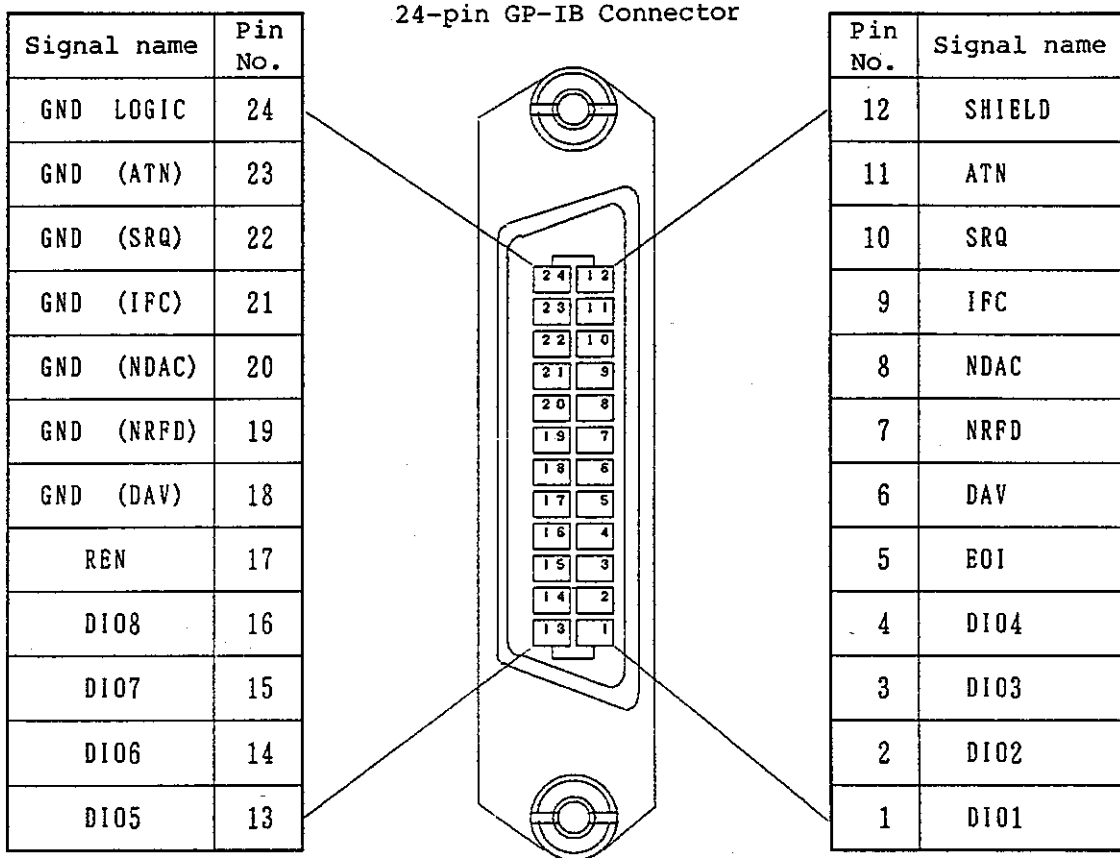 24-pin GP-IB Connector
Signal name Pin No.
GND LOGIC 24
GND (ATN) 23
GND (SRQ) 22
GND (IFC) 21
GND (NDAC) 20
GND (NRFD) 19
GND (DAV) 18
REN 17
DIO8 16
DIO7 15
DIO6 14
DIO5 13
24 12
23 11
22 10
21 9
20 8
19 7
18 6
17 5
16 4
15 3
14 2
13 1
Pin No. Signal name
12 SHIELD
11 ATN
10 SRQ
9 IFC
8 NDAC
7 NRFD
6 DAV
5 EOI
4 DIO4
3 DIO3
2 DIO2
1 DIO1